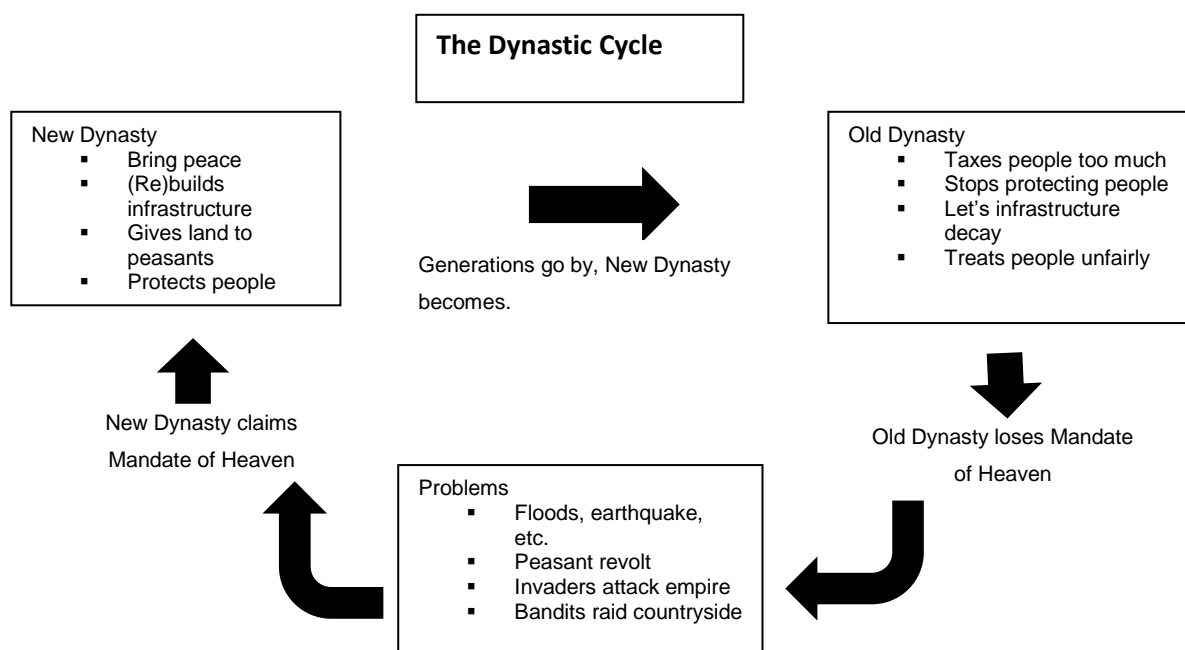 The Dynastic Cycle
New Dynasty
▪ Bring peace
▪ (Re)builds
infrastructure
▪ Gives land to
peasants
▪ Protects people
Generations go by, New Dynasty
becomes.
Old Dynasty
▪ Taxes people too much
▪ Stops protecting people
▪ Let's infrastructure
decay
▪ Treats people unfairly
Old Dynasty loses Mandate
of Heaven
Problems
▪ Floods, earthquake,
etc.
▪ Peasant revolt
▪ Invaders attack empire
▪ Bandits raid countryside
New Dynasty claims
Mandate of Heaven